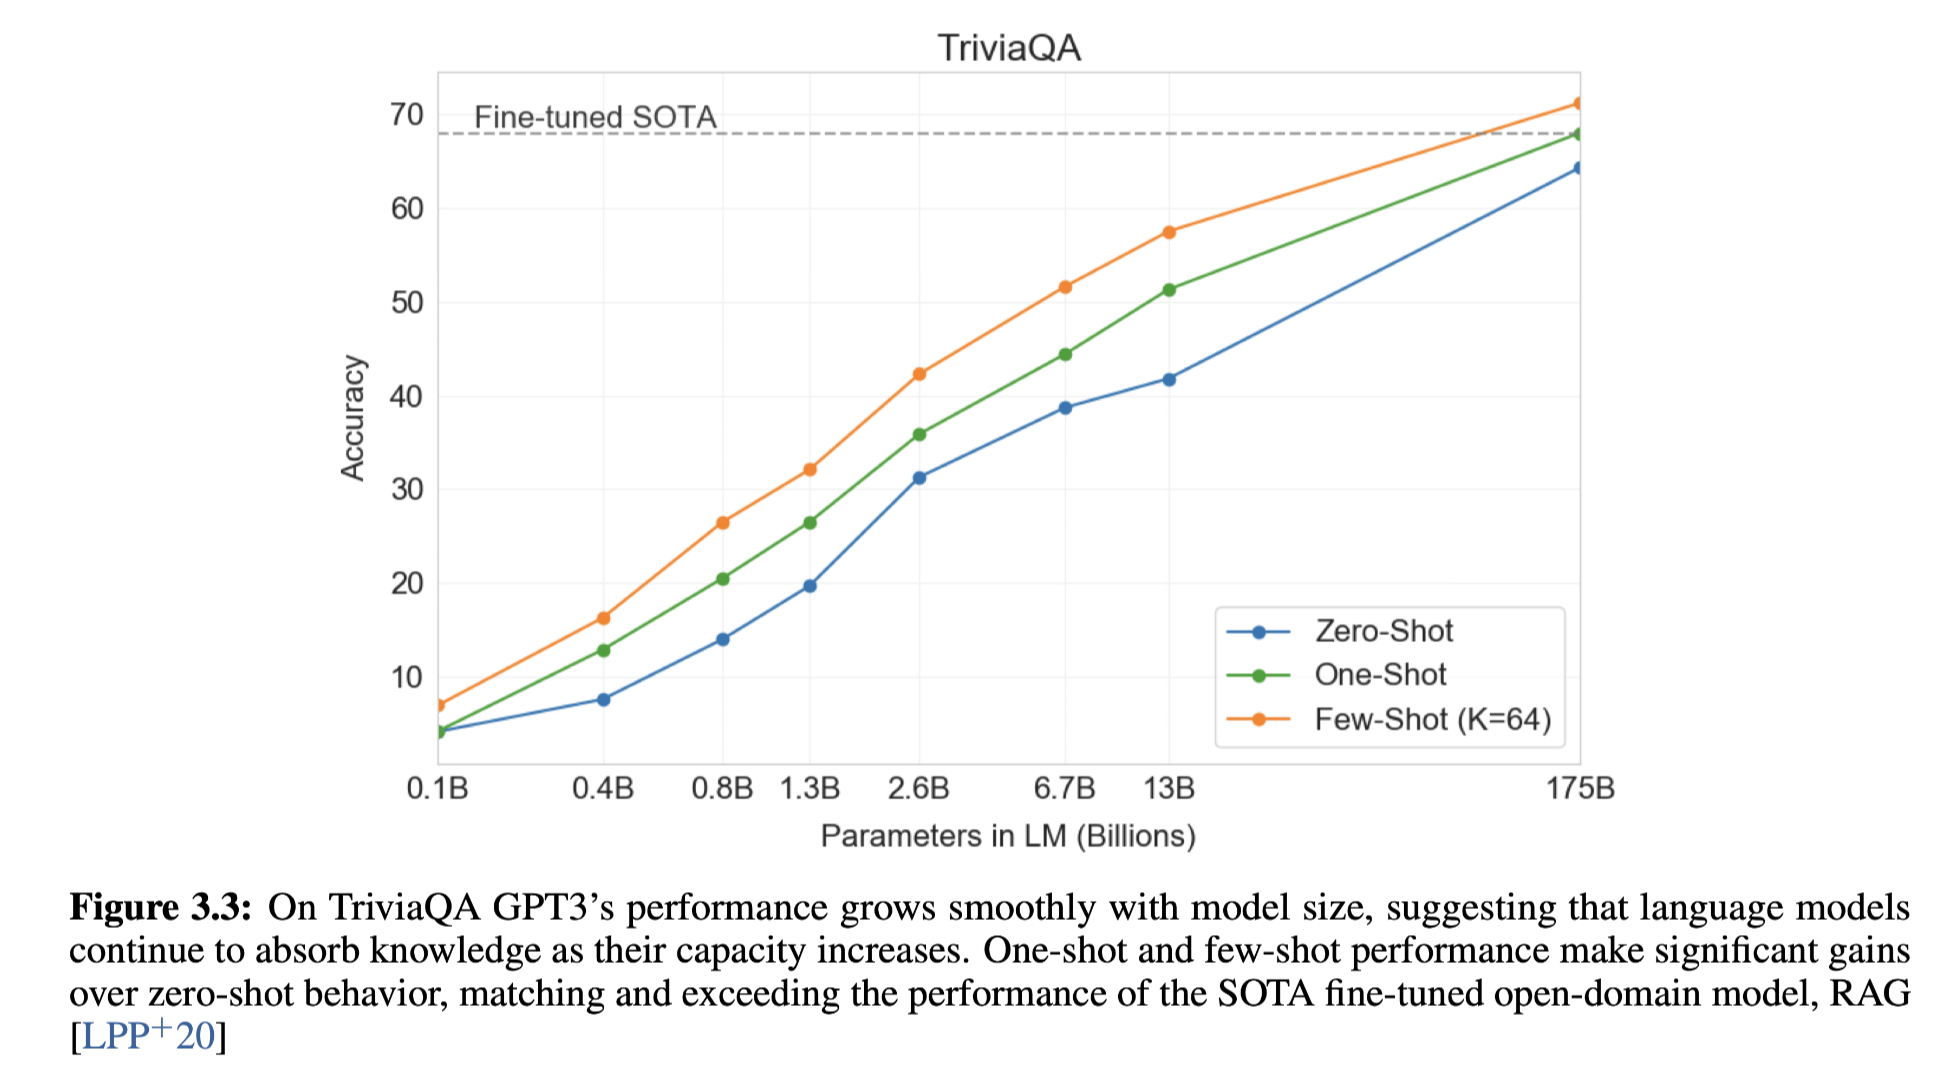 TriviaQA
70
60
50
40
30
20
10
Accuracy
Fine-tuned SOTA
Zero-Shot
One-Shot
Few-Shot (K=64)
0.1B 0.4B 0.8B 1.3B 2.6B 6.7B 13B 175B
Parameters in LM (Billions)
Figure 3.3: On TriviaQA GPT3’s performance grows smoothly with model size, suggesting that language models
continue to absorb knowledge as their capacity increases. One-shot and few-shot performance make significant gains
over zero-shot behavior, matching and exceeding the performance of the SOTA fine-tuned open-domain model, RAG
[LPP+20]